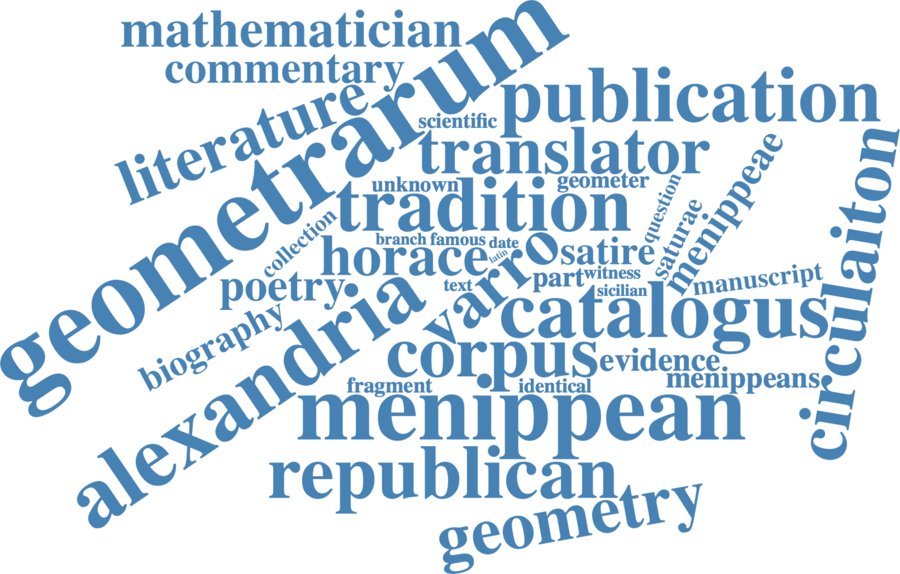 mathematician
commentary
geometrarum
literature
publication
scientific
translator
unknown
geometer
tradition
question
menippeae
saturae
circulaiton
collection
branch
famous
date
latin
horace
varro
satire
poetry
text
part
witness
sicilian
manuscript
catalogus
alexandria
biography
corpus
evidence
fragment
identical
menippeans
menippean
republican
geometry